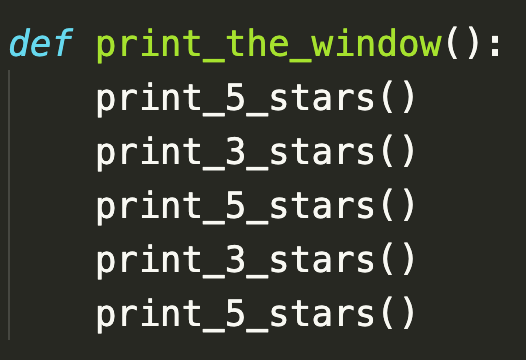 def print_the_window():
    print_5_stars()
    print_3_stars()
    print_5_stars()
    print_3_stars()
    print_5_stars()